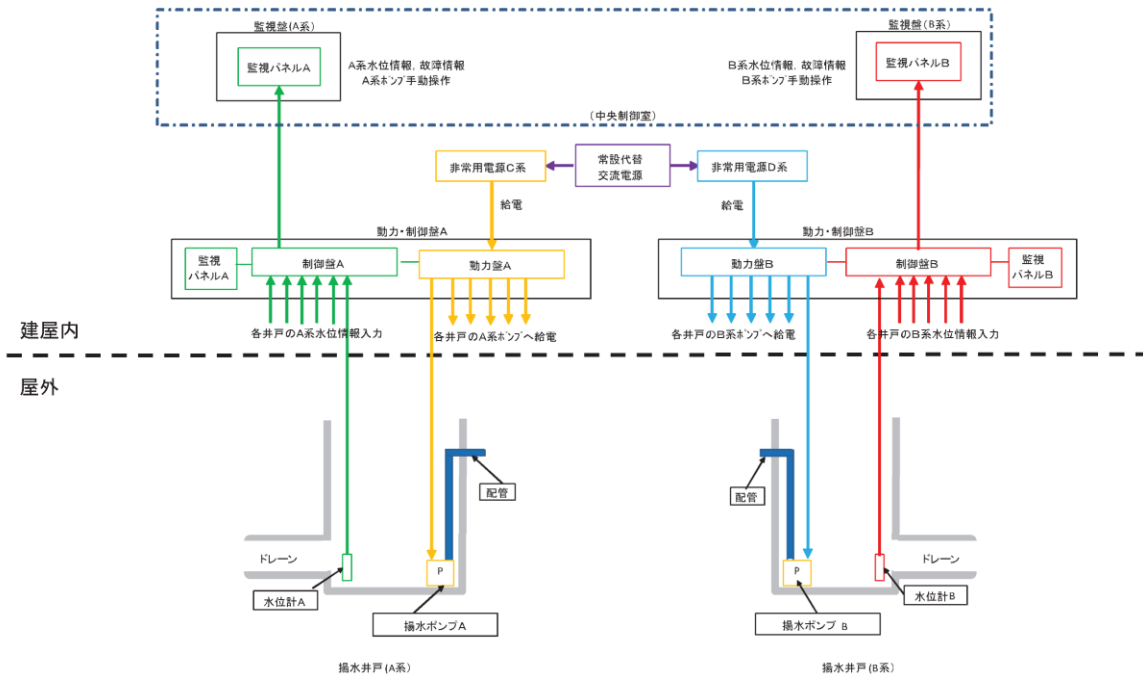 監視盤(A系)
監視パネルA
A系水位情報，故障情報
A系ポンプ手動操作
監視盤(B系)
監視パネルB
B系水位情報，故障情報
B系ポンプ手動操作
(中央制御室)
非常用電源C系
常設代替
交流電源
非常用電源D系
給電
給電
動力・制御盤A
監視
パネルA
制御盤A
動力盤A
動力・制御盤B
動力盤B
制御盤B
監視
パネルB
各井戸のA系水位情報入力
各井戸のA系ポンプへ給電
各井戸のB系ポンプへ給電
各井戸のB系水位情報入力
建屋内
屋外
配管
配管
ドレーン
P
水位計A
揚水ポンプA
P
ドレーン
水位計B
揚水ポンプ B
揚水井戸(A系)
揚水井戸(B系)